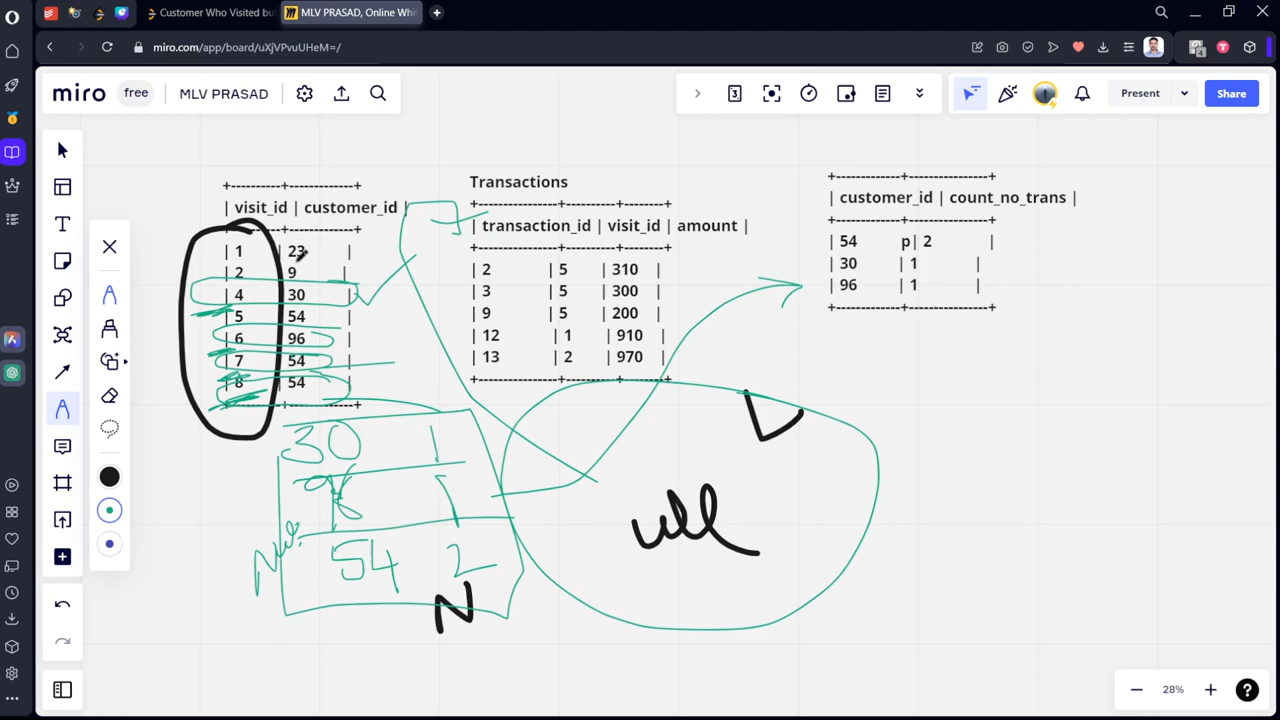 Customer Who Visited bu
MLV PRASAD, Online Whi
miro.com/app/board/uXjVPvuUHeM=/
miro
free
MLV PRASAD
Present
Share
+----------+-------------+
| visit_id | customer_id |
+----------+-------------+
| 1 | 23 |
| 2 | 9 |
| 4 | 30 |
| 5 | 54 |
| 6 | 96 |
| 7 | 54 |
| 8 | 54 |
+----------+-------------+
Transactions
+----------------+----------+--------+
| transaction_id | visit_id | amount |
+----------------+----------+--------+
| 2 | 5 | 310 |
| 3 | 5 | 300 |
| 9 | 5 | 200 |
| 12 | 1 | 910 |
| 13 | 2 | 970 |
+----------------+----------+--------+
+-------------+----------------+
| customer_id | count_no_trans |
+-------------+----------------+
| 54 p| 2 |
| 30 | 1 |
| 96 | 1 |
+-------------+----------------+
30 1
54 2
N
ull
28%